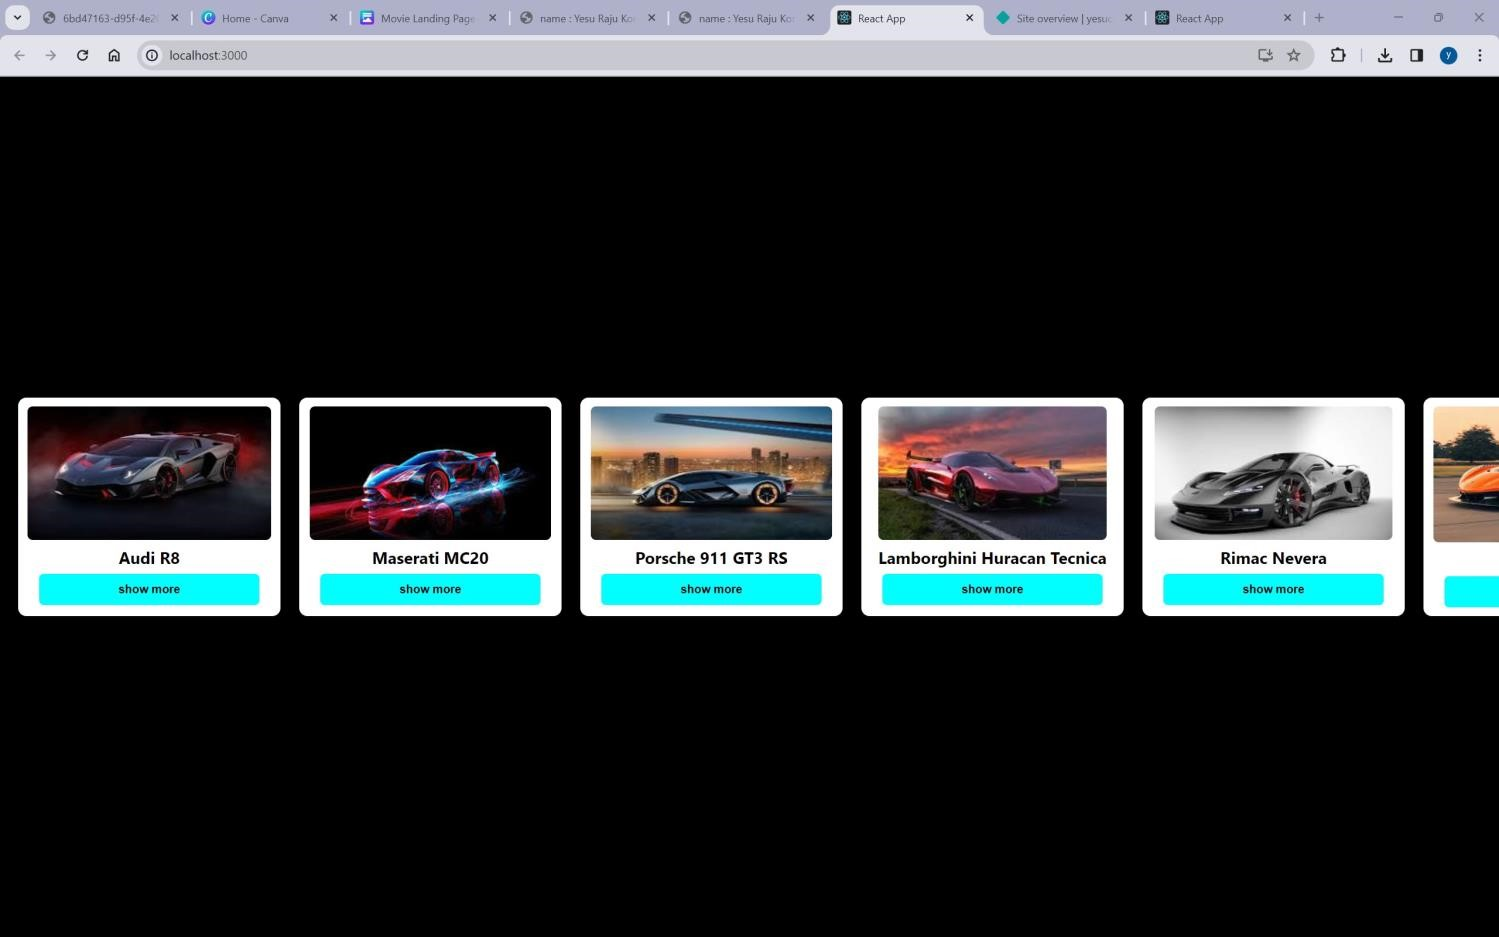 6bd47163-d95f-4e2
Home - Canva
Movie Landing Page
name : Yesu Raju Ko
name : Yesu Raju Ko
React App
Site overview | yesu
React App
localhost:3000
y
Audi R8
show more
Maserati MC20
show more
Porsche 911 GT3 RS
show more
Lamborghini Huracan Tecnica
show more
Rimac Nevera
show more